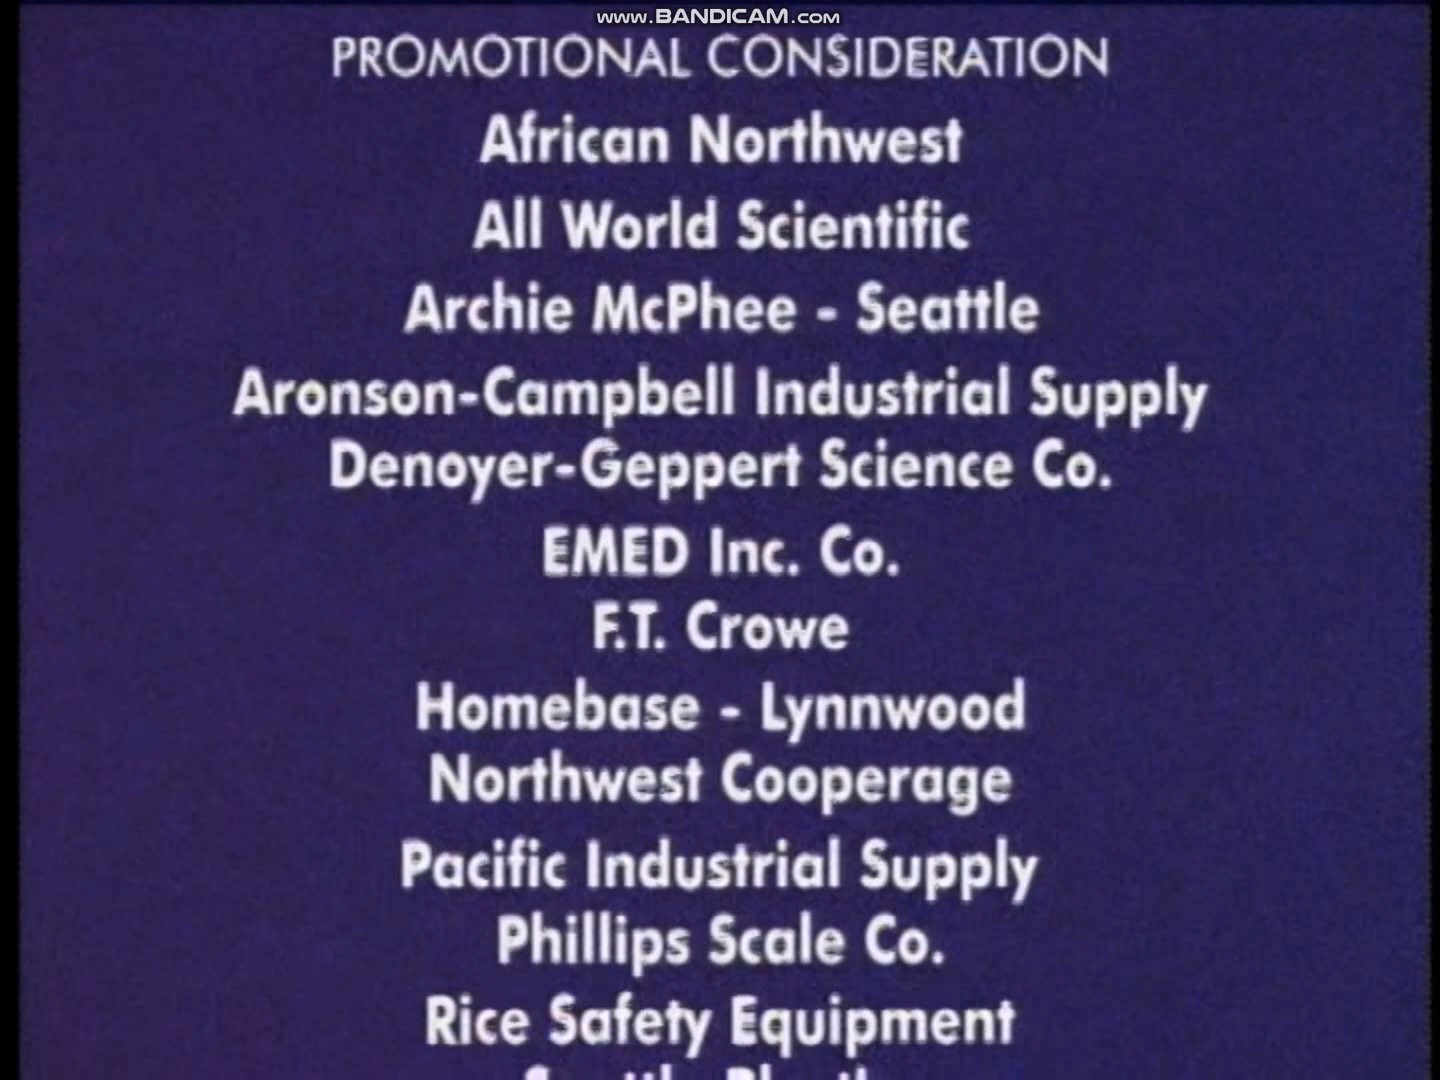 www.BANDICAM.com
PROMOTIONAL CONSIDERATION
African Northwest
All World Scientific
Archie McPhee - Seattle
Aronson-Campbell Industrial Supply
Denoyer-Geppert Science Co.
EMED Inc. Co.
F.T. Crowe
Homebase - Lynnwood
Northwest Cooperage
Pacific Industrial Supply
Phillips Scale Co.
Rice Safety Equipment